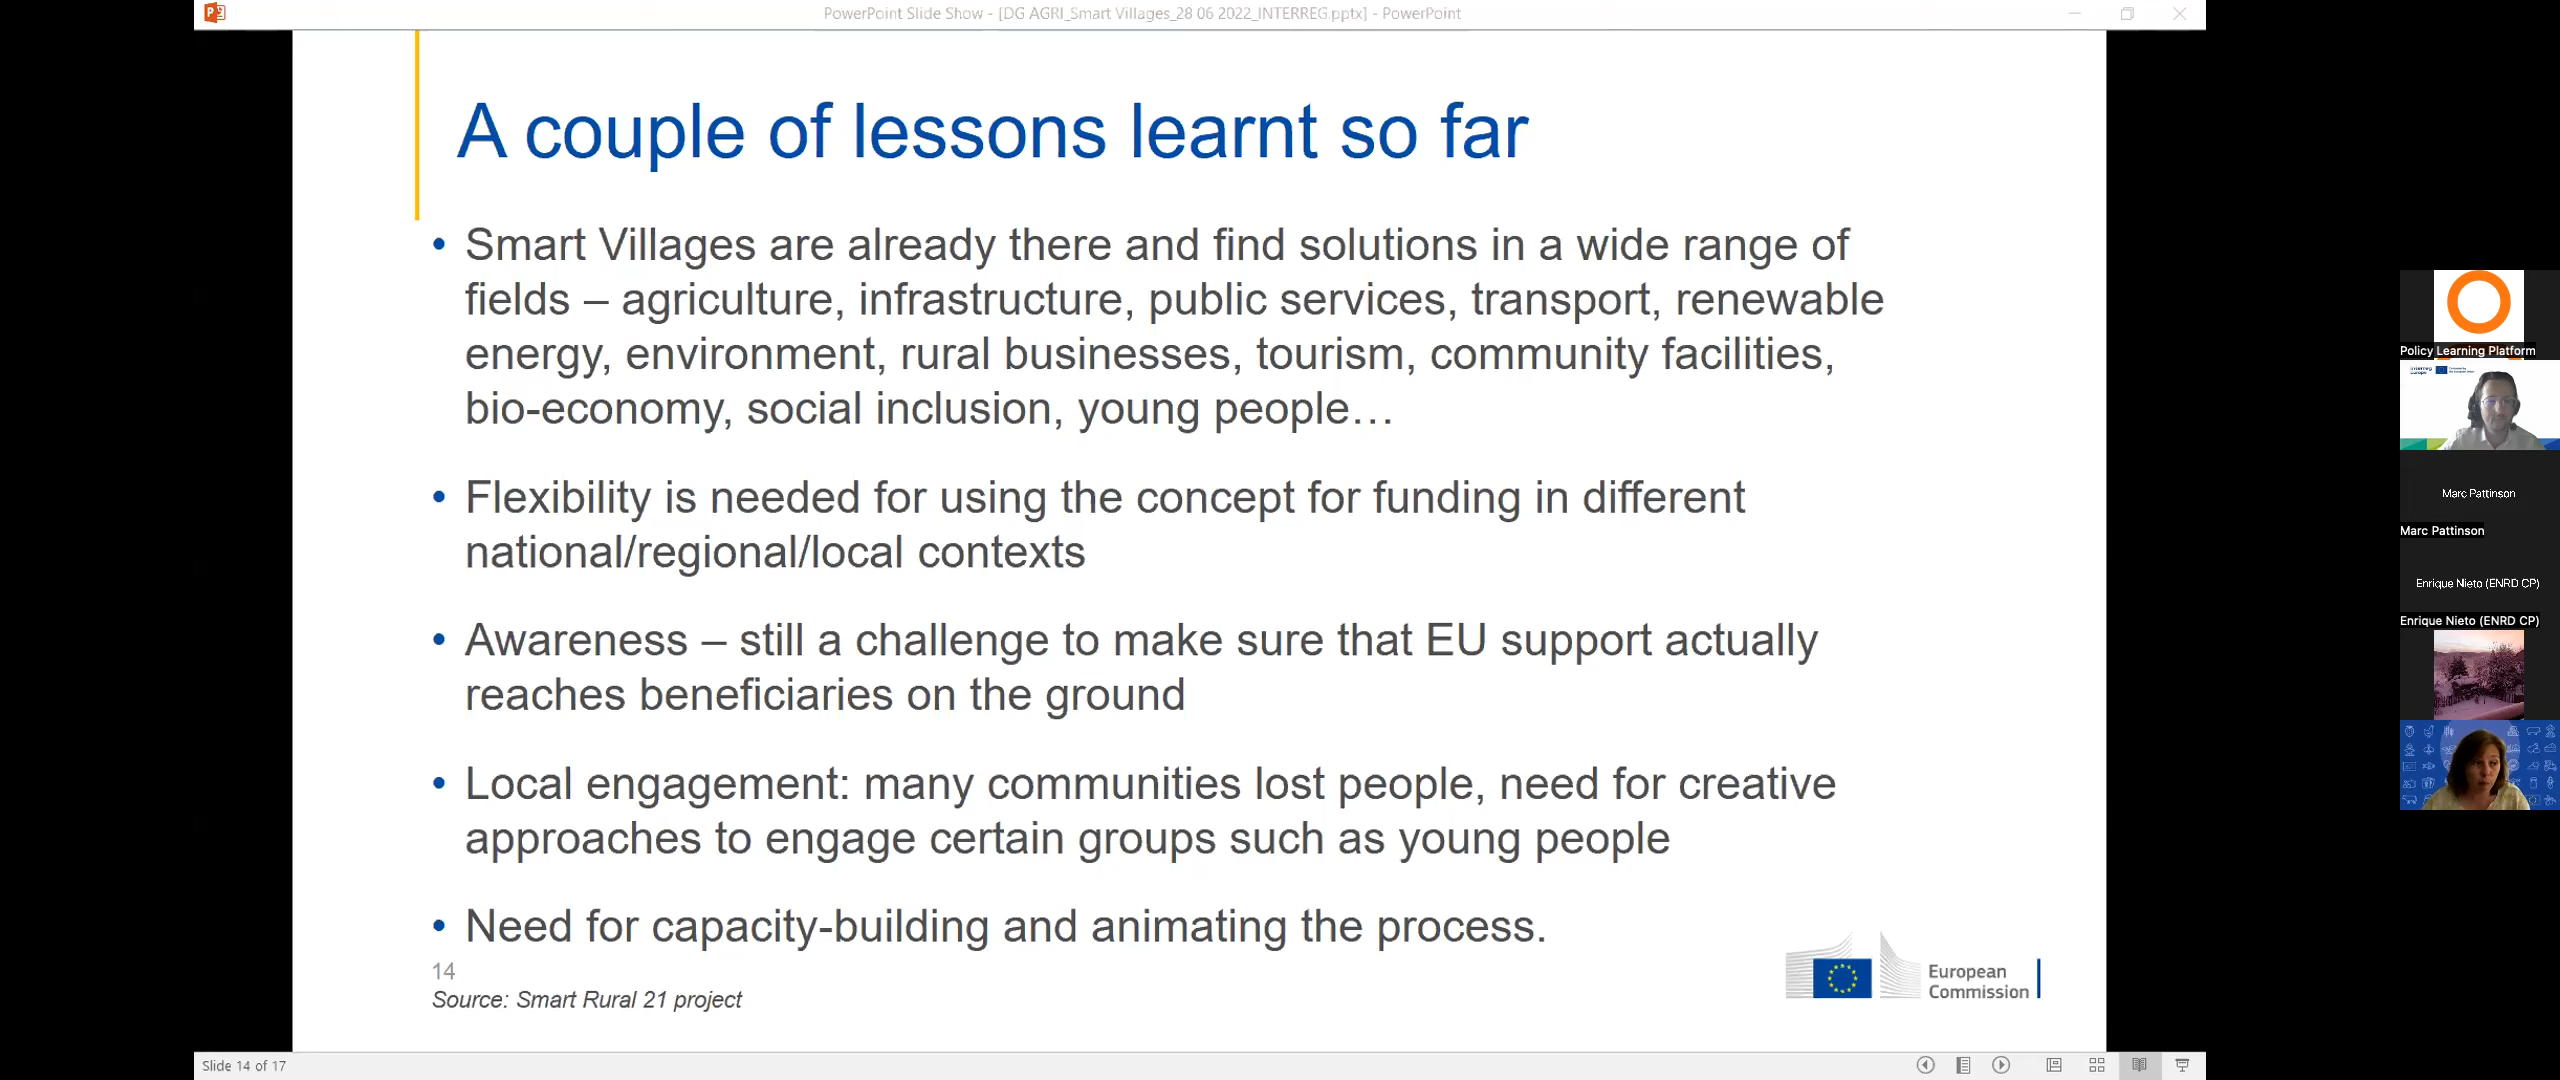 PowerPoint Slide Show - [DG AGRI_Smart Villages_28 06 2022_INTERREG.pptx] - PowerPoint
A couple of lessons learnt so far
• Smart Villages are already there and find solutions in a wide range of
fields – agriculture, infrastructure, public services, transport, renewable
energy, environment, rural businesses, tourism, community facilities,
bio-economy, social inclusion, young people…
• Flexibility is needed for using the concept for funding in different
national/regional/local contexts
• Awareness – still a challenge to make sure that EU support actually
reaches beneficiaries on the ground
• Local engagement: many communities lost people, need for creative
approaches to engage certain groups such as young people
• Need for capacity-building and animating the process.
14
Source: Smart Rural 21 project
European
Commission
Slide 14 of 17
Policy Learning Platform
Interreg
Europe
Marc Pattinson
Marc Pattinson
Enrique Nieto (ENRD CP)
Enrique Nieto (ENRD CP)